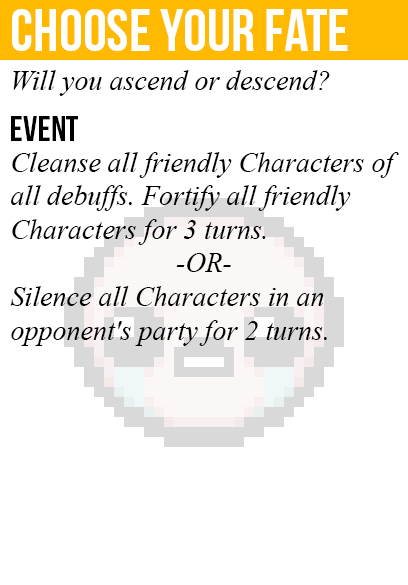 CHOOSE YOUR FATE
Will you ascend or descend?
EVENT
Cleanse all friendly Characters of
all debuffs. Fortify all friendly
Characters for 3 turns.
-OR-
Silence all Characters in an
opponent's party for 2 turns.